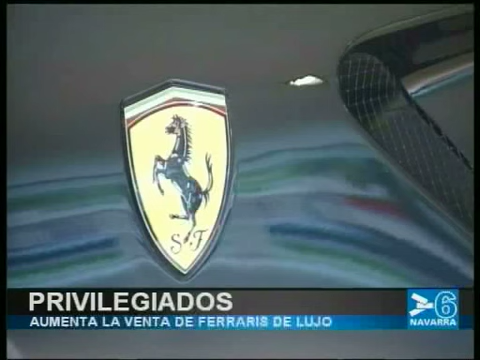 S F
PRIVILEGIADOS
AUMENTA LA VENTA DE FERRARIS DE LUJO
6
NAVARRA